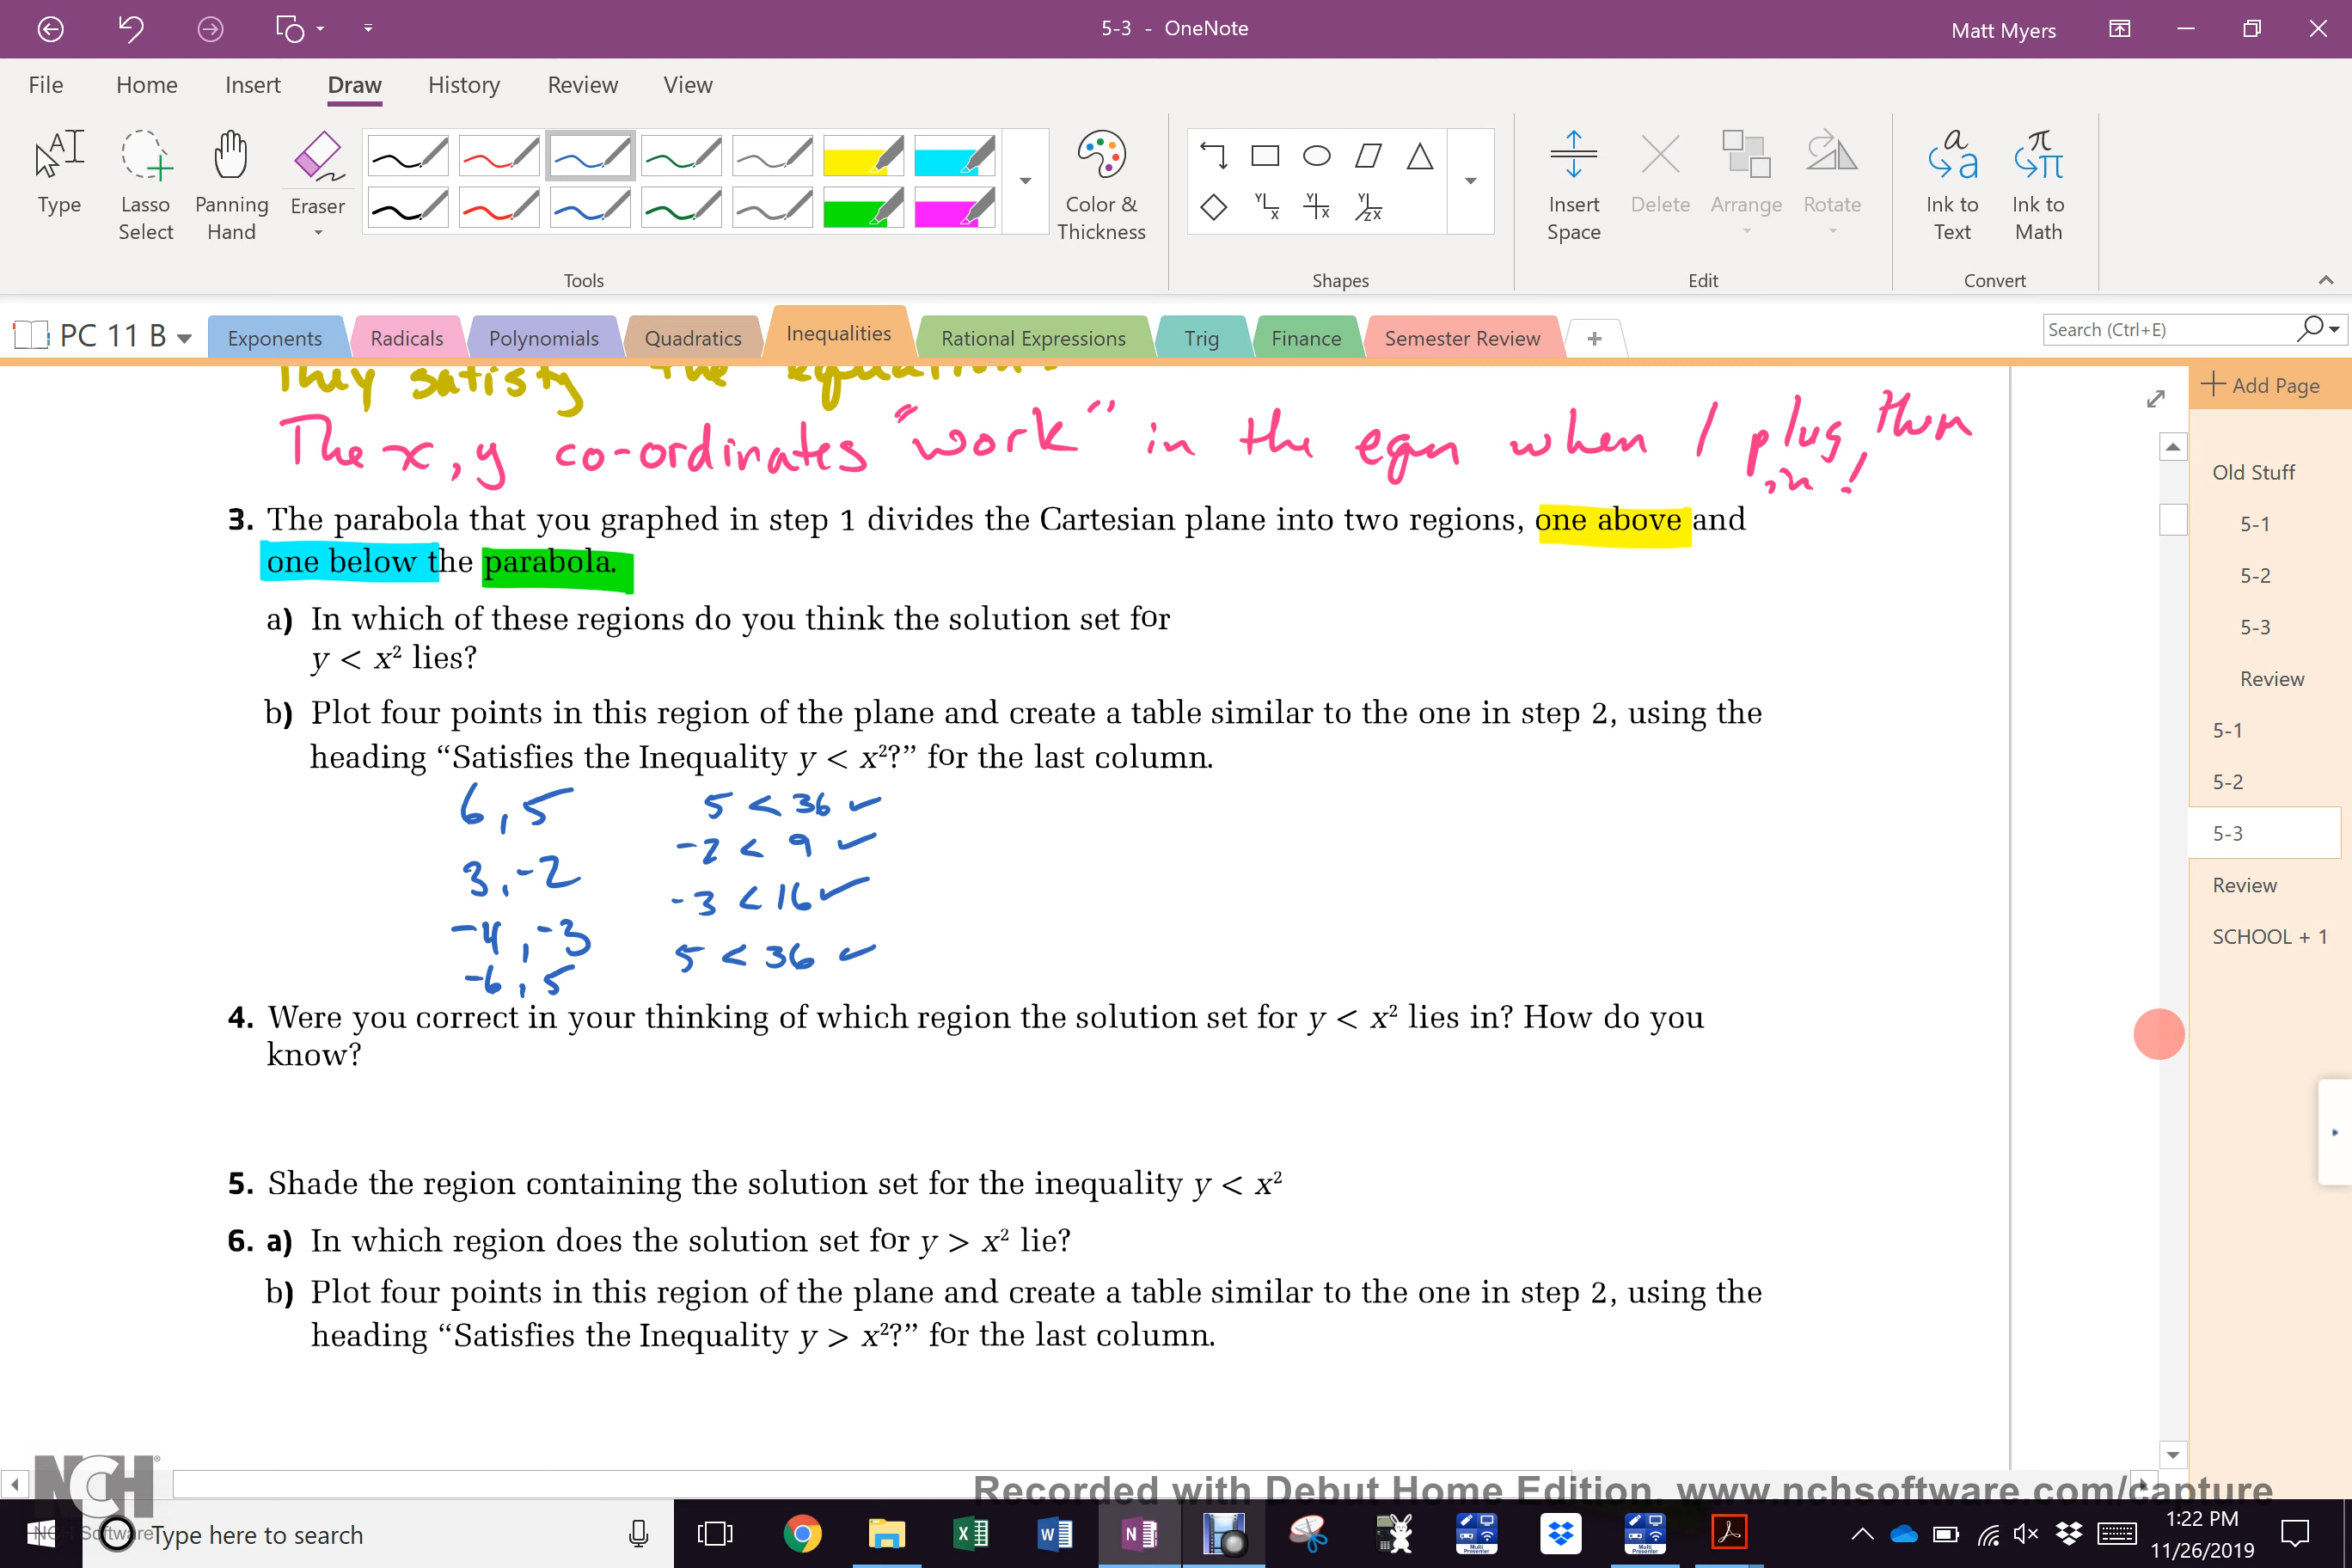 5-3 - OneNote
Matt Myers
File Home Insert Draw History Review View
Type
Lasso Select
Panning Hand
Eraser
Color & Thickness
Insert Space
Delete
Arrange
Rotate
Ink to Text
Ink to Math
Tools
Shapes
Edit
Convert
PC 11 B
Exponents Radicals Polynomials Quadratics Inequalities Rational Expressions Trig Finance Semester Review
Search (Ctrl+E)
They satisfy the equation
The x, y co-ordinates "work" in the eqn when I plug them
in!
3. The parabola that you graphed in step 1 divides the Cartesian plane into two regions, one above and
one below the parabola.
a) In which of these regions do you think the solution set for
y < x² lies?
b) Plot four points in this region of the plane and create a table similar to the one in step 2, using the
heading “Satisfies the Inequality y < x²?” for the last column.
6, 5 5 < 36 ✓
3, -2 -2 < 9 ✓
-4, -3 -3 < 16 ✓
-6, 5 5 < 36 ✓
4. Were you correct in your thinking of which region the solution set for y < x² lies in? How do you
know?
5. Shade the region containing the solution set for the inequality y < x²
6. a) In which region does the solution set for y > x² lie?
b) Plot four points in this region of the plane and create a table similar to the one in step 2, using the
heading “Satisfies the Inequality y > x²?” for the last column.
Add Page
Old Stuff
5-1
5-2
5-3
Review
5-1
5-2
5-3
Review
SCHOOL + 1
NCH®
NCH Software
Recorded with Debut Home Edition. www.nchsoftware.com/capture
Type here to search
1:22 PM
11/26/2019